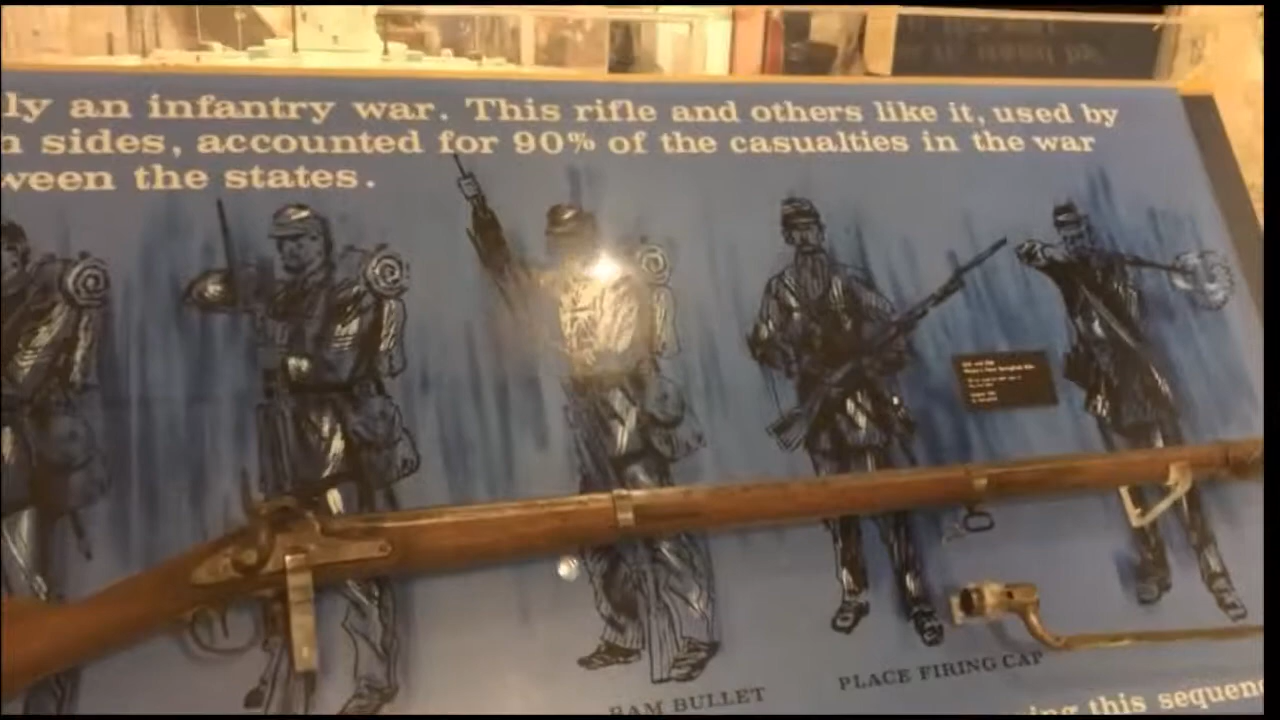 ly an infantry war. This rifle and others like it, used by
sides, accounted for 90% of the casualties in the war
ween the states.
RAM BULLET
PLACE FIRING CAP
this sequen